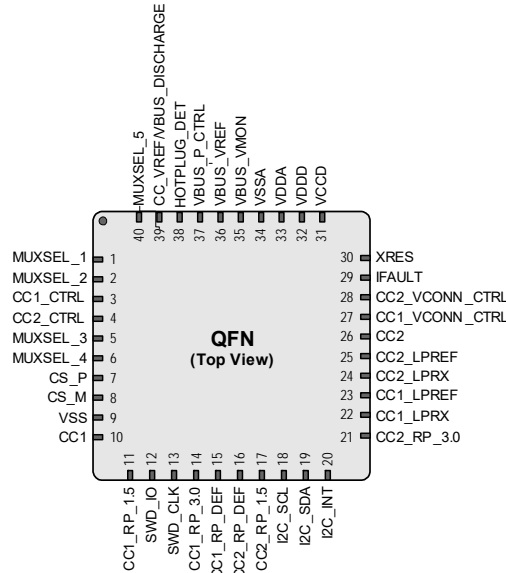 MUXSEL_5
CC_VREF/VBUS_DISCHARGE
HOTPLUG_DET
VBUS_P_CTRL
VBUS_VREF
VBUS_VMON
VSSA
VDDA
VDDD
VCCD
40 39 38 37 36 35 34 33 32 31
MUXSEL_1 1
MUXSEL_2 2
CC1_CTRL 3
CC2_CTRL 4
MUXSEL_3 5
MUXSEL_4 6
CS_P 7
CS_M 8
VSS 9
CC1 10
QFN
(Top View)
30 XRES
29 IFAULT
28 CC2_VCONN_CTRL
27 CC1_VCONN_CTRL
26 CC2
25 CC2_LPREF
24 CC2_LPRX
23 CC1_LPREF
22 CC1_LPRX
21 CC2_RP_3.0
11 12 13 14 15 16 17 18 19 20
CC1_RP_1.5
SWD_IO
SWD_CLK
CC1_RP_3.0
CC1_RP_DEF
CC2_RP_DEF
CC2_RP_1.5
I2C_SCL
I2C_SDA
I2C_INT